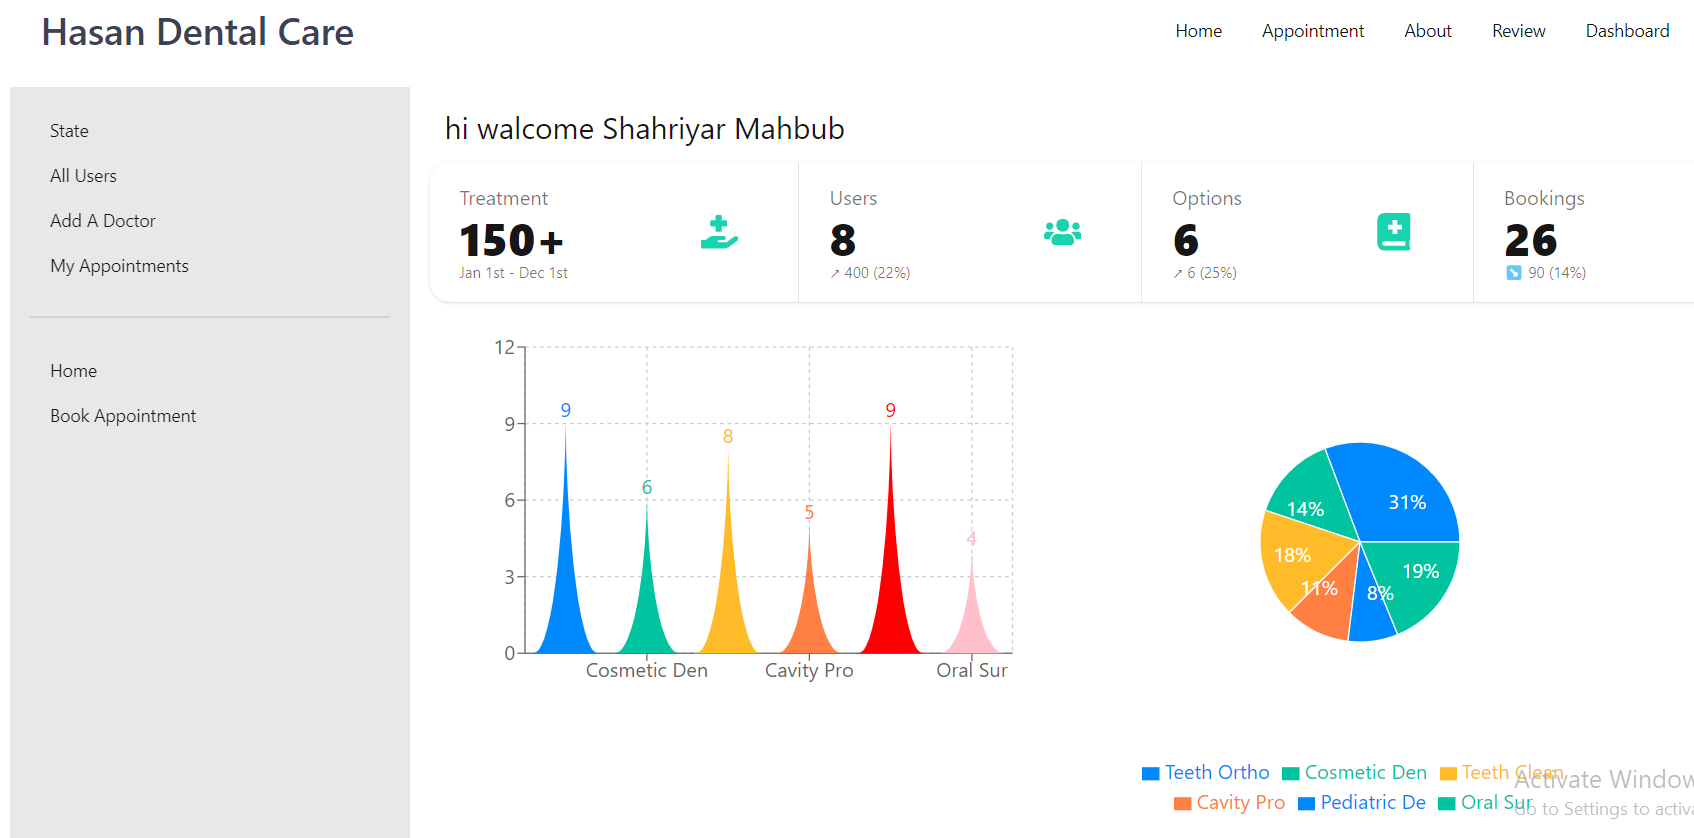 Hasan Dental Care
Home Appointment About Review Dashboard
State
All Users
Add A Doctor
My Appointments
Home
Book Appointment
hi walcome Shahriyar Mahbub
Treatment
150+
Jan 1st - Dec 1st
Users
8
↗︎ 400 (22%)
Options
6
↗︎ 6 (25%)
Bookings
26
↘️ 90 (14%)
12
9
6
3
0
9
6
8
5
9
4
Cosmetic Den Cavity Pro Oral Sur
31%
14%
18%
11%
8%
19%
Teeth Ortho Cosmetic Den Teeth Clean
Cavity Pro Pediatric De Oral Sur
Activate Window
Go to Settings to activa